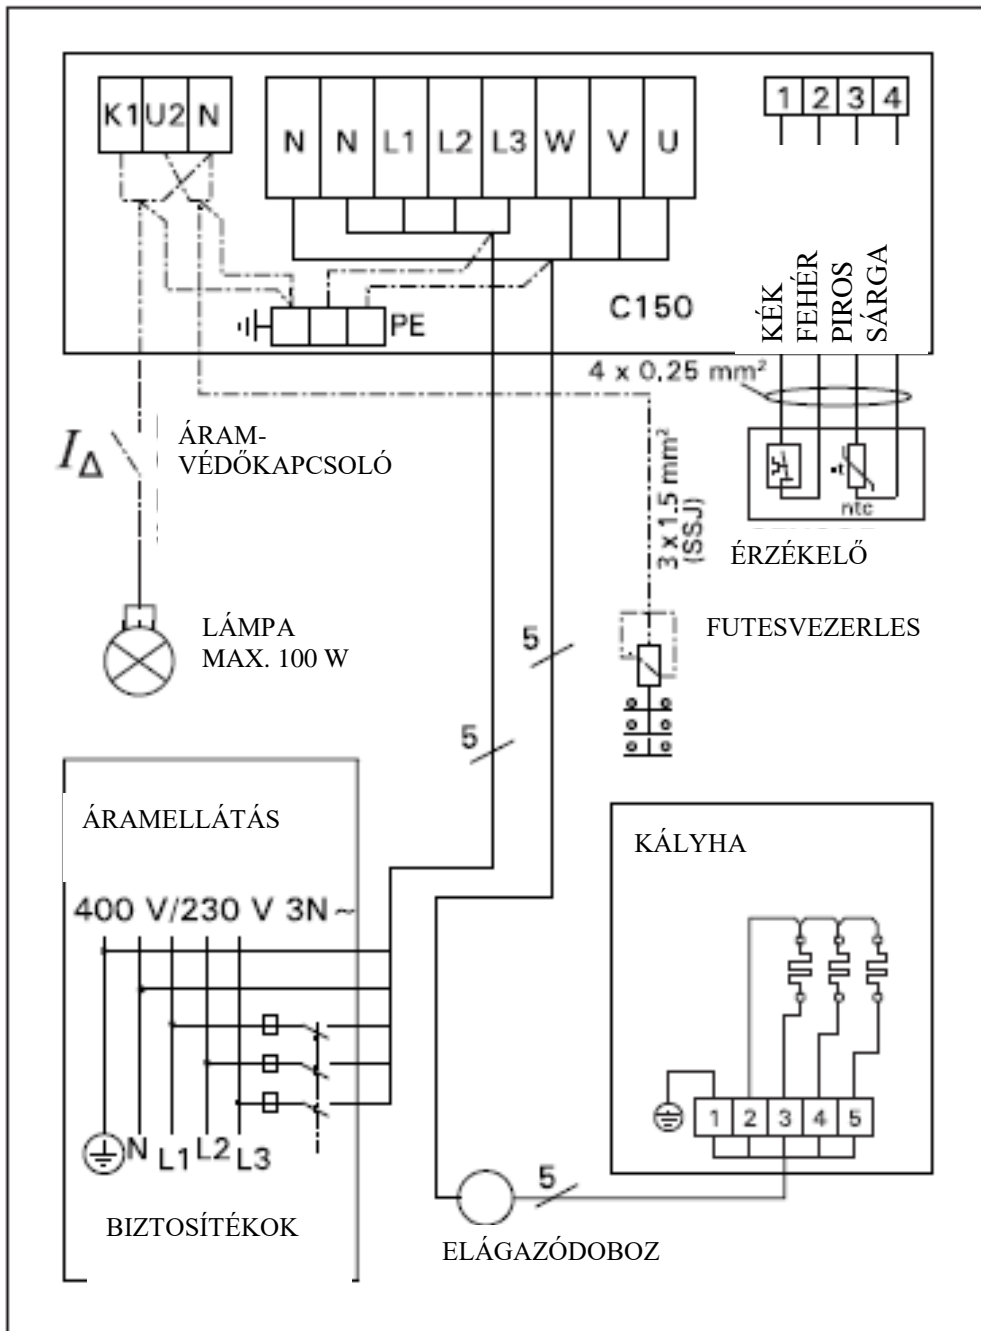 K1 U2 N
N N L1 L2 L3 W V U
1 2 3 4
KÉK
FEHÉR
PIROS
SÁRGA
C150
PE
4 x 0,25 mm²
I∆
ÁRAM-
VÉDŐKAPCSOLÓ
3 x 1.5 mm²
(SSJ)
ntc
ÉRZÉKELŐ
LÁMPA
MAX. 100 W
FUTESVEZERLES
5
5
ÁRAMELLÁTÁS
400 V/230 V 3N ~
N L1 L2 L3
BIZTOSÍTÉKOK
KÁLYHA
1 2 3 4 5
5
ELÁGAZÓDOBOZ